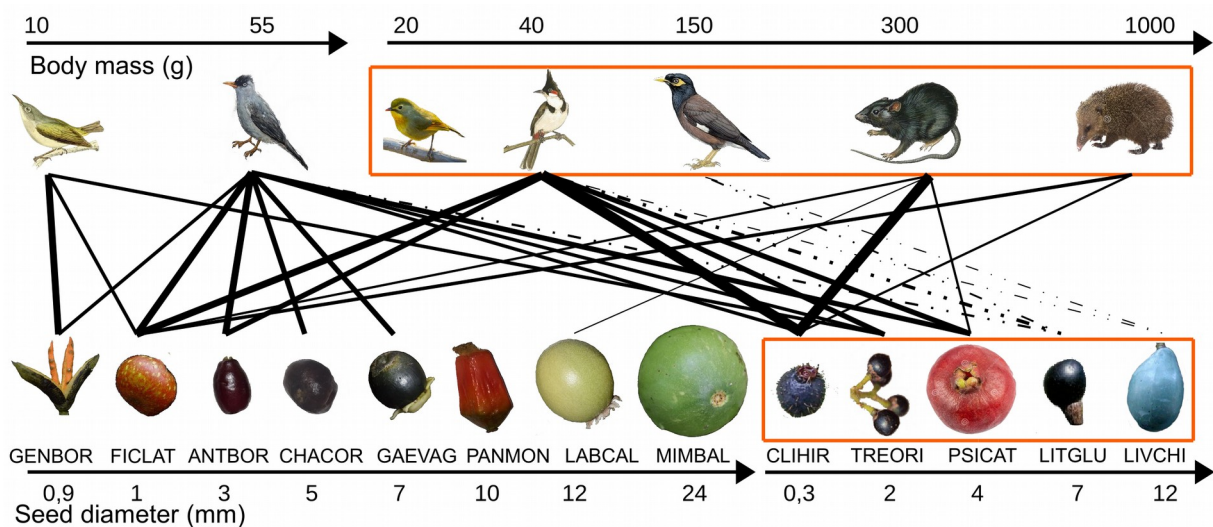 10 55 20 40 150 300 1000
Body mass (g)
GENBOR FICLAT ANTBOR CHACOR GAEVAG PANMON LABCAL MIMBAL CLIHIR TREORI PSICAT LITGLU LIVCHI
0,9 1 3 5 7 10 12 24 0,3 2 4 7 12
Seed diameter (mm)